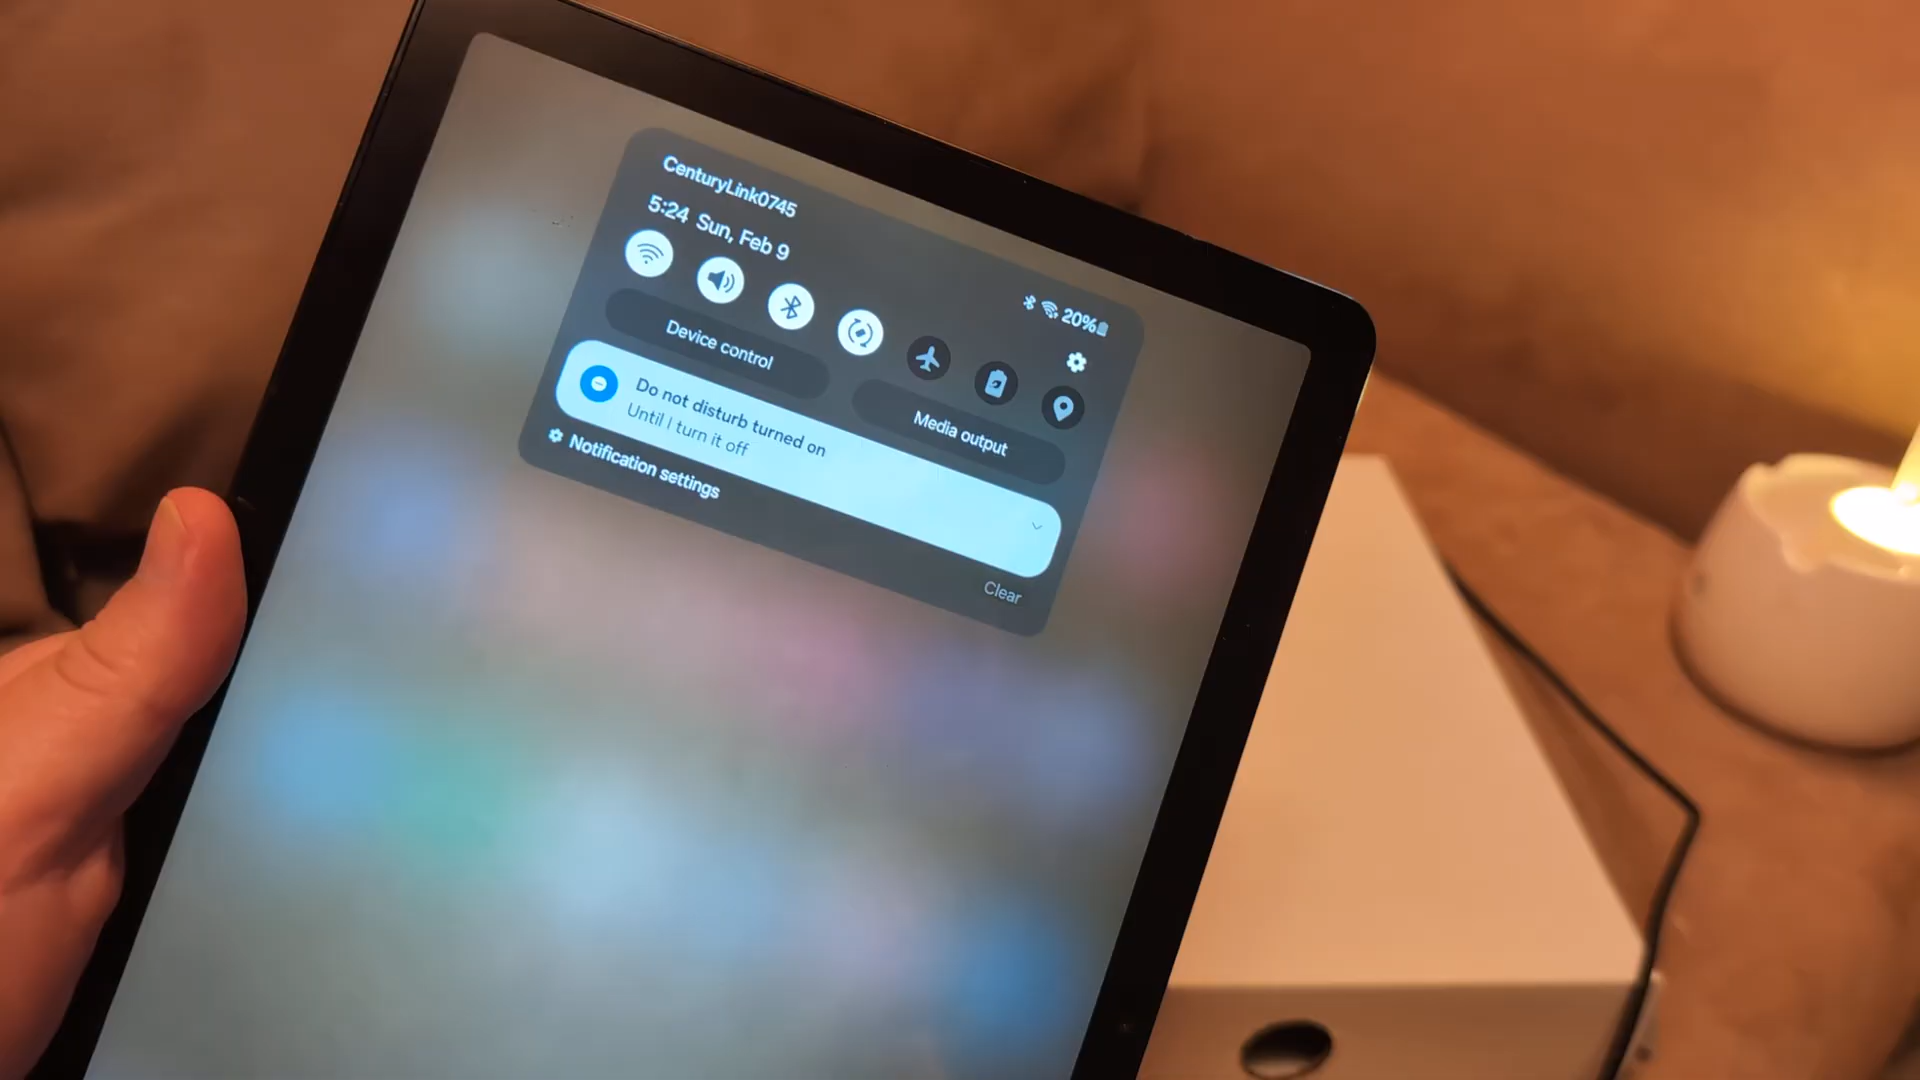 CenturyLink0745
5:24 Sun, Feb 9
20%
Device control
Media output
Do not disturb turned on
Until I turn it off
Notification settings
Clear